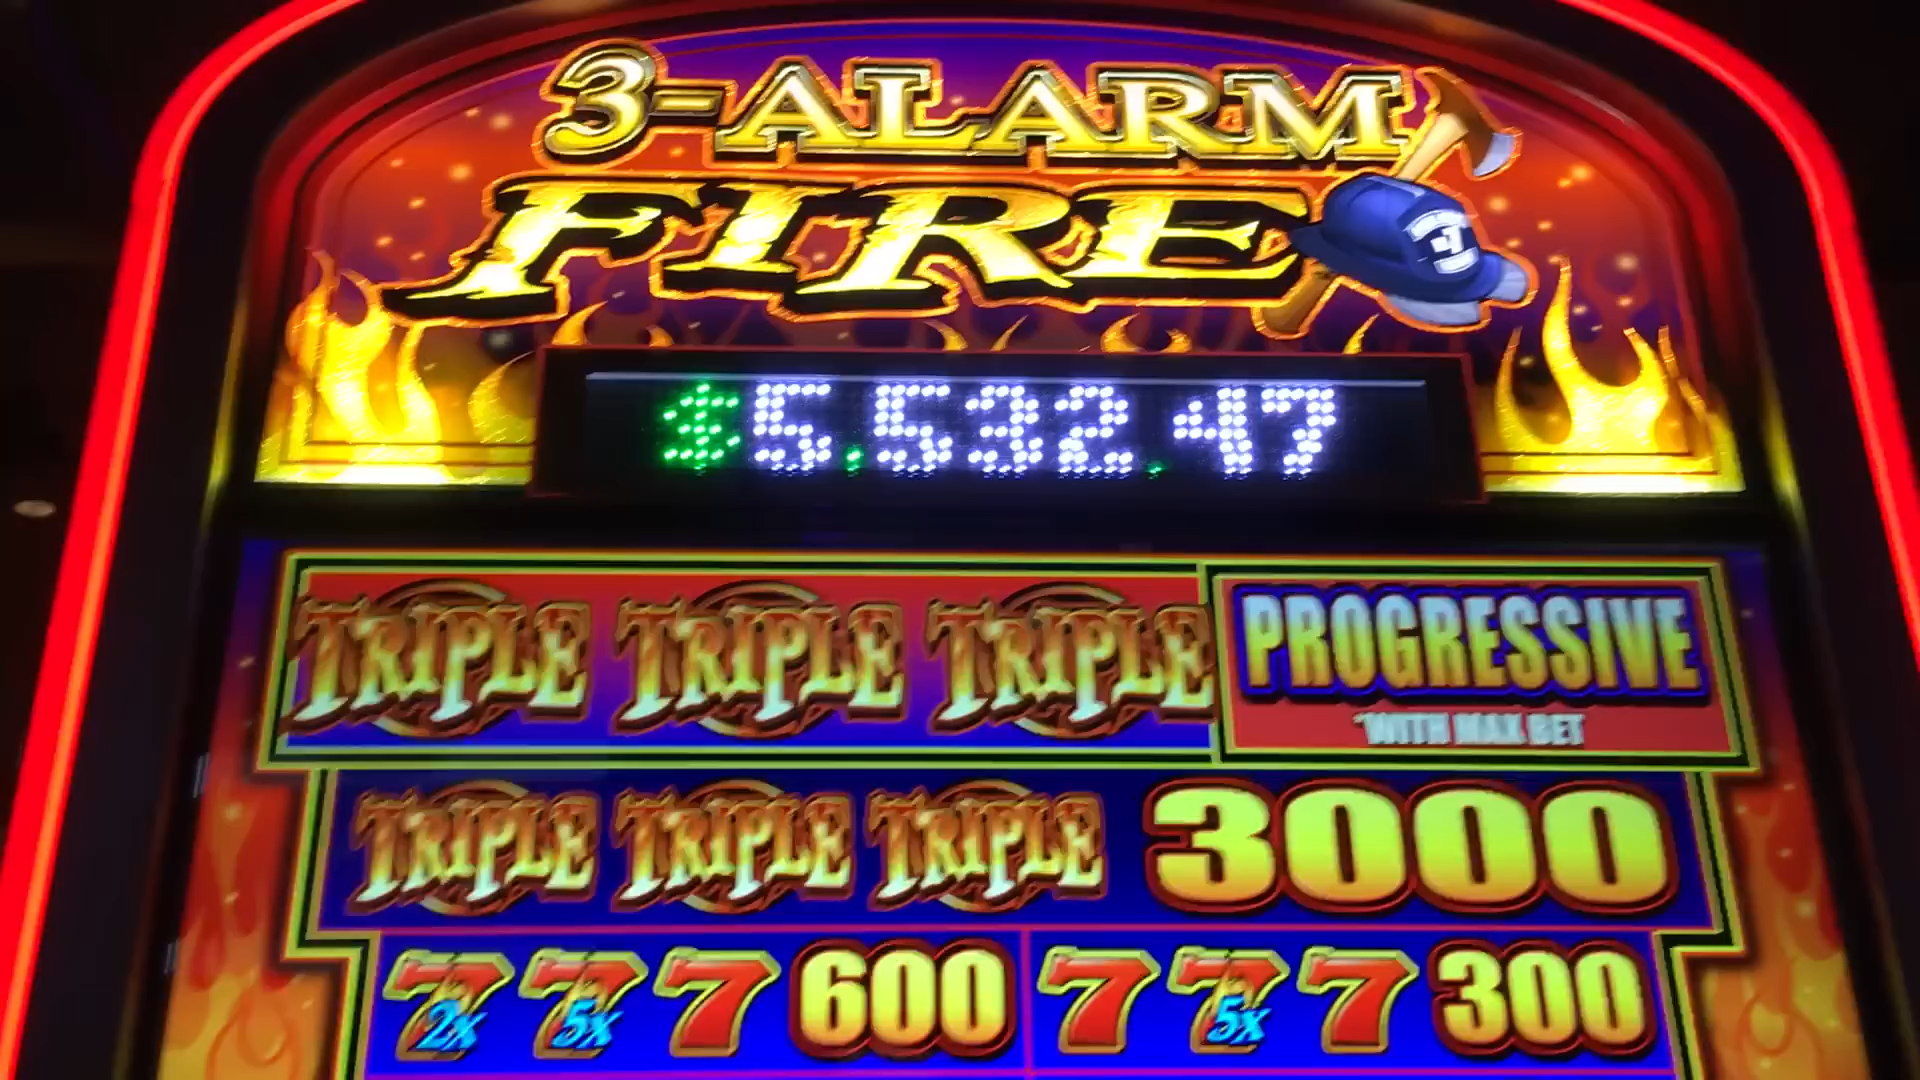 3-ALARM
FIRE
$5,532.47
TRIPLE TRIPLE TRIPLE PROGRESSIVE
*WITH MAX BET
TRIPLE TRIPLE TRIPLE 3000
7 2x 7 5x 7 600 7 7 5x 7 300